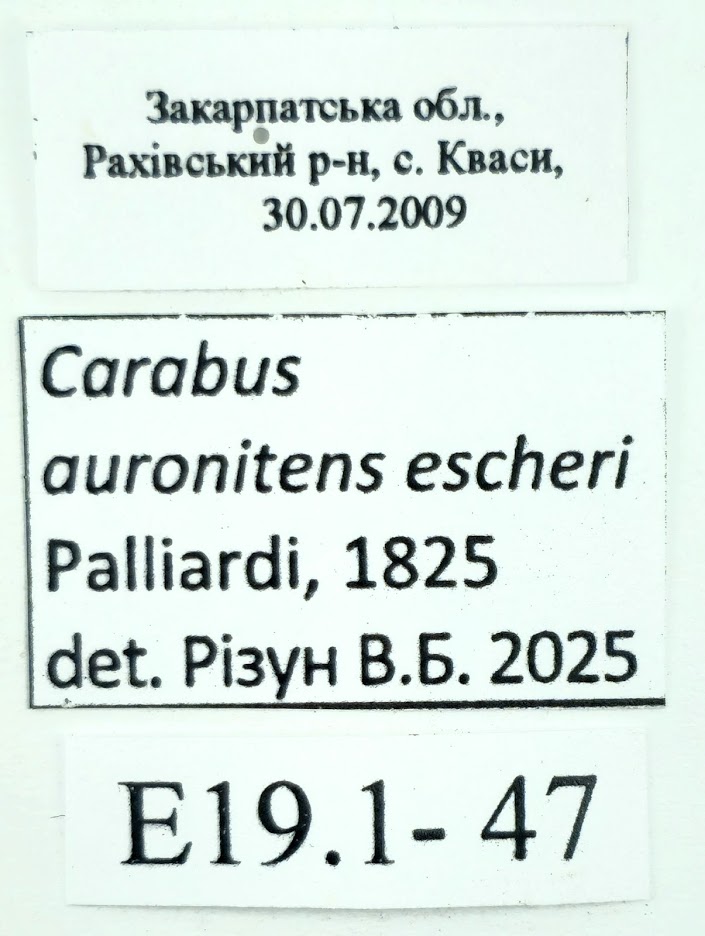 Закарпатська обл.,
Рахівський р-н, с. Кваси,
30.07.2009
Carabus
auronitens escheri
Palliardi, 1825
det. Різун В.Б. 2025
E19.1- 47